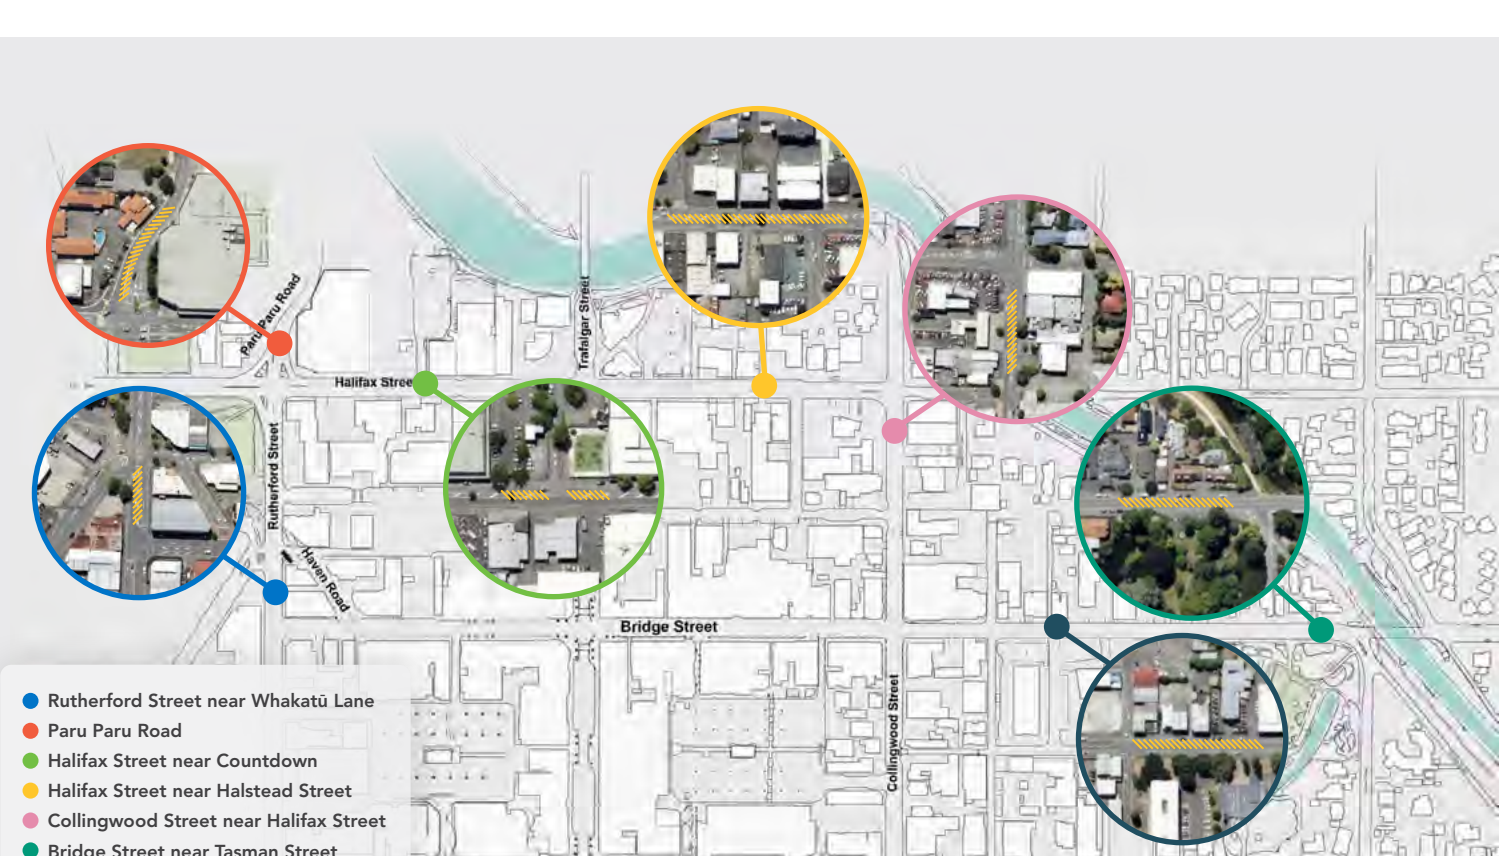 Paru Paru Road
Trafalgar Street
Halifax Stree
Rutherford Street
Haven Road
Bridge Street
Collingwood Street
Rutherford Street near Whakatū Lane
Paru Paru Road
Halifax Street near Countdown
Halifax Street near Halstead Street
Collingwood Street near Halifax Street
Bridge Street near Tasman Street